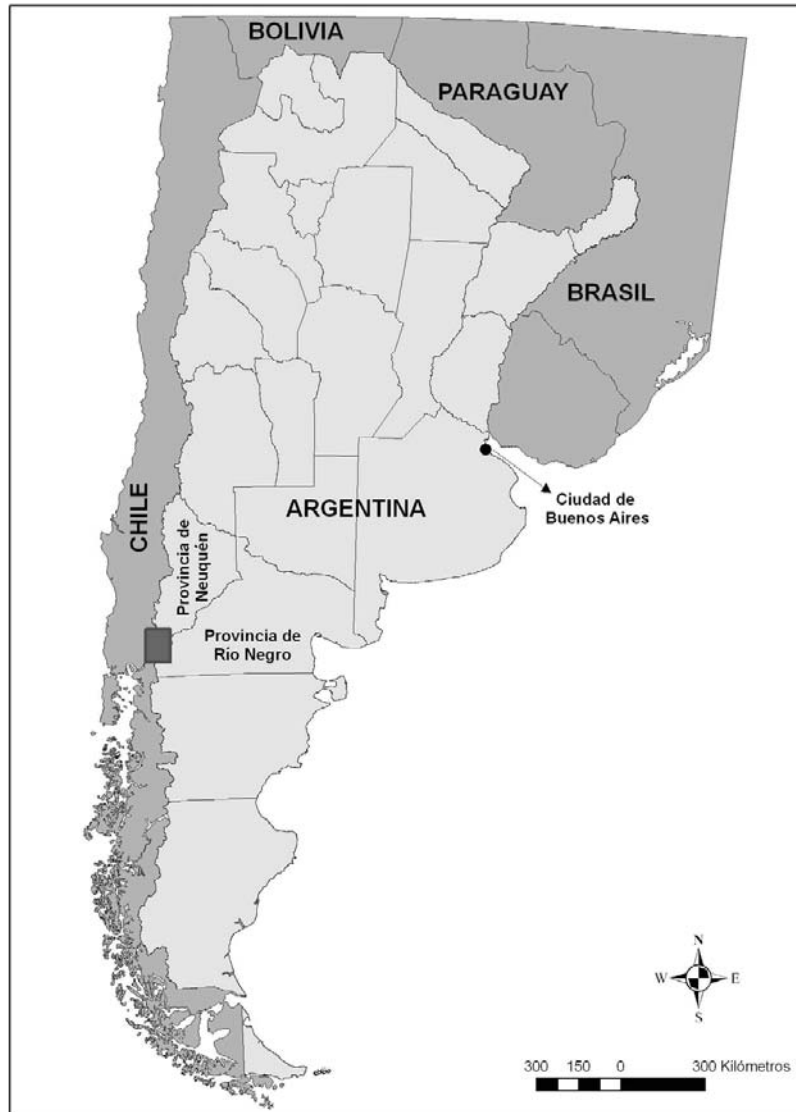 BOLIVIA
PARAGUAY
BRASIL
CHILE
ARGENTINA
Ciudad de
Buenos Aires
Provincia de
Neuquén
Provincia de
Río Negro
N
W E
S
300 150 0 300 Kilómetros